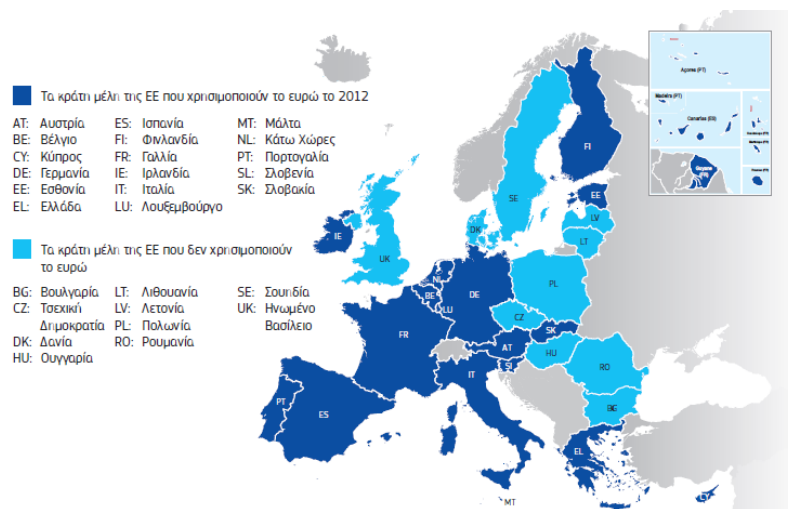 Τα κράτη μέλη της ΕΕ που χρησιμοποιούν το ευρώ το 2012
AT: Αυστρία
BE: Βέλγιο
CY: Κύπρος
DE: Γερμανία
EE: Εσθονία
EL: Ελλάδα
ES: Ισπανία
FI: Φινλανδία
FR: Γαλλία
IE: Ιρλανδία
IT: Ιταλία
LU: Λουξεμβούργο
MT: Μάλτα
NL: Κάτω Χώρες
PT: Πορτογαλία
SL: Σλοβενία
SK: Σλοβακία
Τα κράτη μέλη της ΕΕ που δεν χρησιμοποιούν
το ευρώ
BG: Βουλγαρία
CZ: Τσεχική
Δημοκρατία
DK: Δανία
HU: Ουγγαρία
LT: Λιθουανία
LV: Λετονία
PL: Πολωνία
RO: Ρουμανία
SE: Σουηδία
UK: Ηνωμένο
Βασίλειο
Açores (PT)
Madeira (PT)
Canarias (ES)
Guyane
FI
SE
EE
LV
LT
DK
IE
UK
NL
BE
LU
DE
PL
CZ
SK
FR
AT
HU
SI
IT
RO
BG
PT
ES
EL
MT
CY